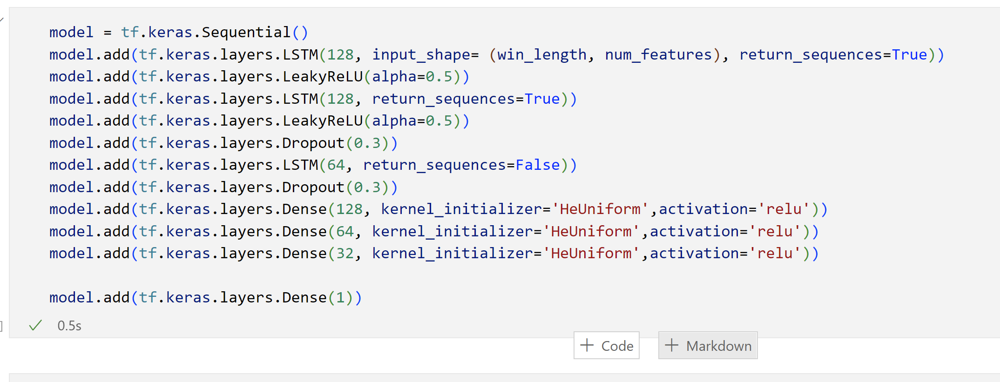 model = tf.keras.Sequential()
model.add(tf.keras.layers.LSTM(128, input_shape= (win_length, num_features), return_sequences=True))
model.add(tf.keras.layers.LeakyReLU(alpha=0.5))
model.add(tf.keras.layers.LSTM(128, return_sequences=True))
model.add(tf.keras.layers.LeakyReLU(alpha=0.5))
model.add(tf.keras.layers.Dropout(0.3))
model.add(tf.keras.layers.LSTM(64, return_sequences=False))
model.add(tf.keras.layers.Dropout(0.3))
model.add(tf.keras.layers.Dense(128, kernel_initializer='HeUniform',activation='relu'))
model.add(tf.keras.layers.Dense(64, kernel_initializer='HeUniform',activation='relu'))
model.add(tf.keras.layers.Dense(32, kernel_initializer='HeUniform',activation='relu'))
model.add(tf.keras.layers.Dense(1))
] ✓ 0.5s
+ Code + Markdown